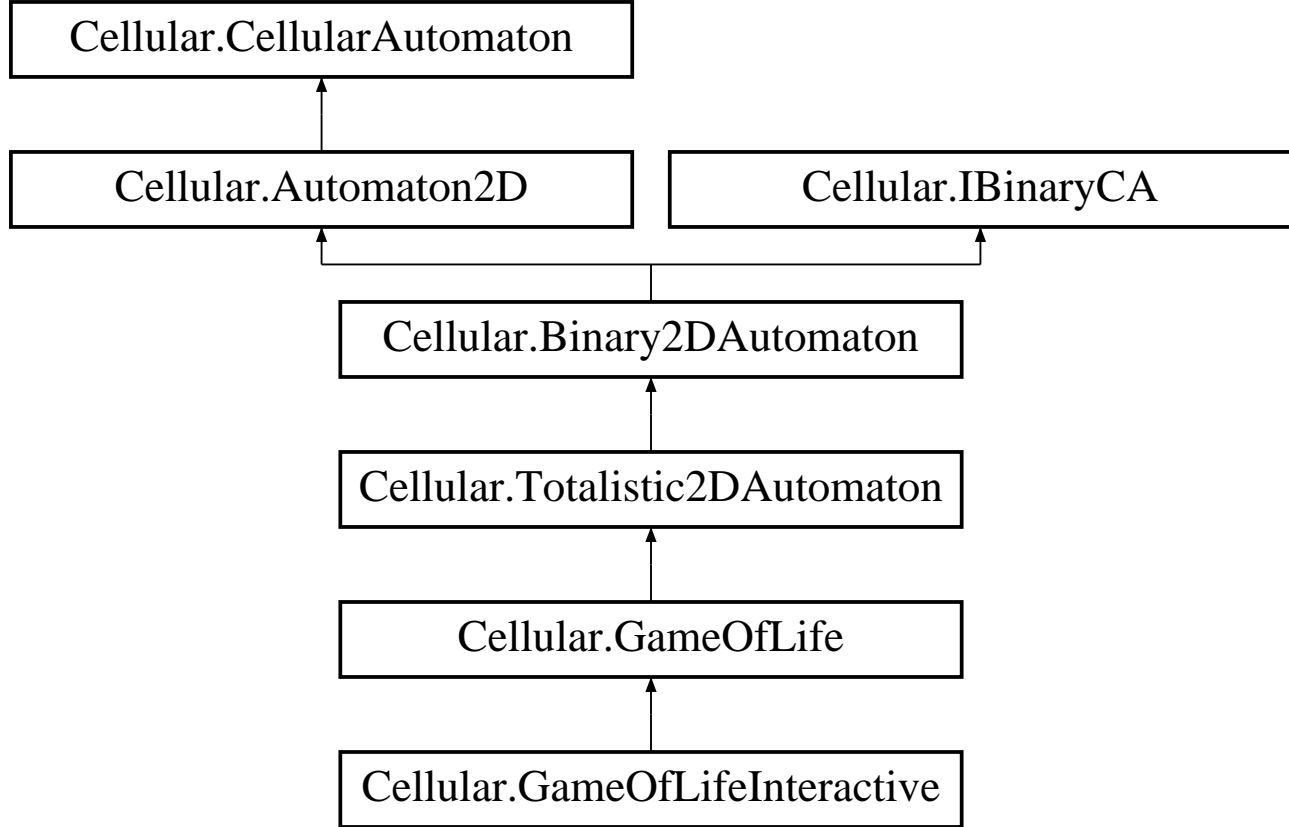 Cellular.CellularAutomaton
Cellular.Automaton2D
Cellular.IBinaryCA
Cellular.Binary2DAutomaton
Cellular.Totalistic2DAutomaton
Cellular.GameOfLife
Cellular.GameOfLifeInteractive